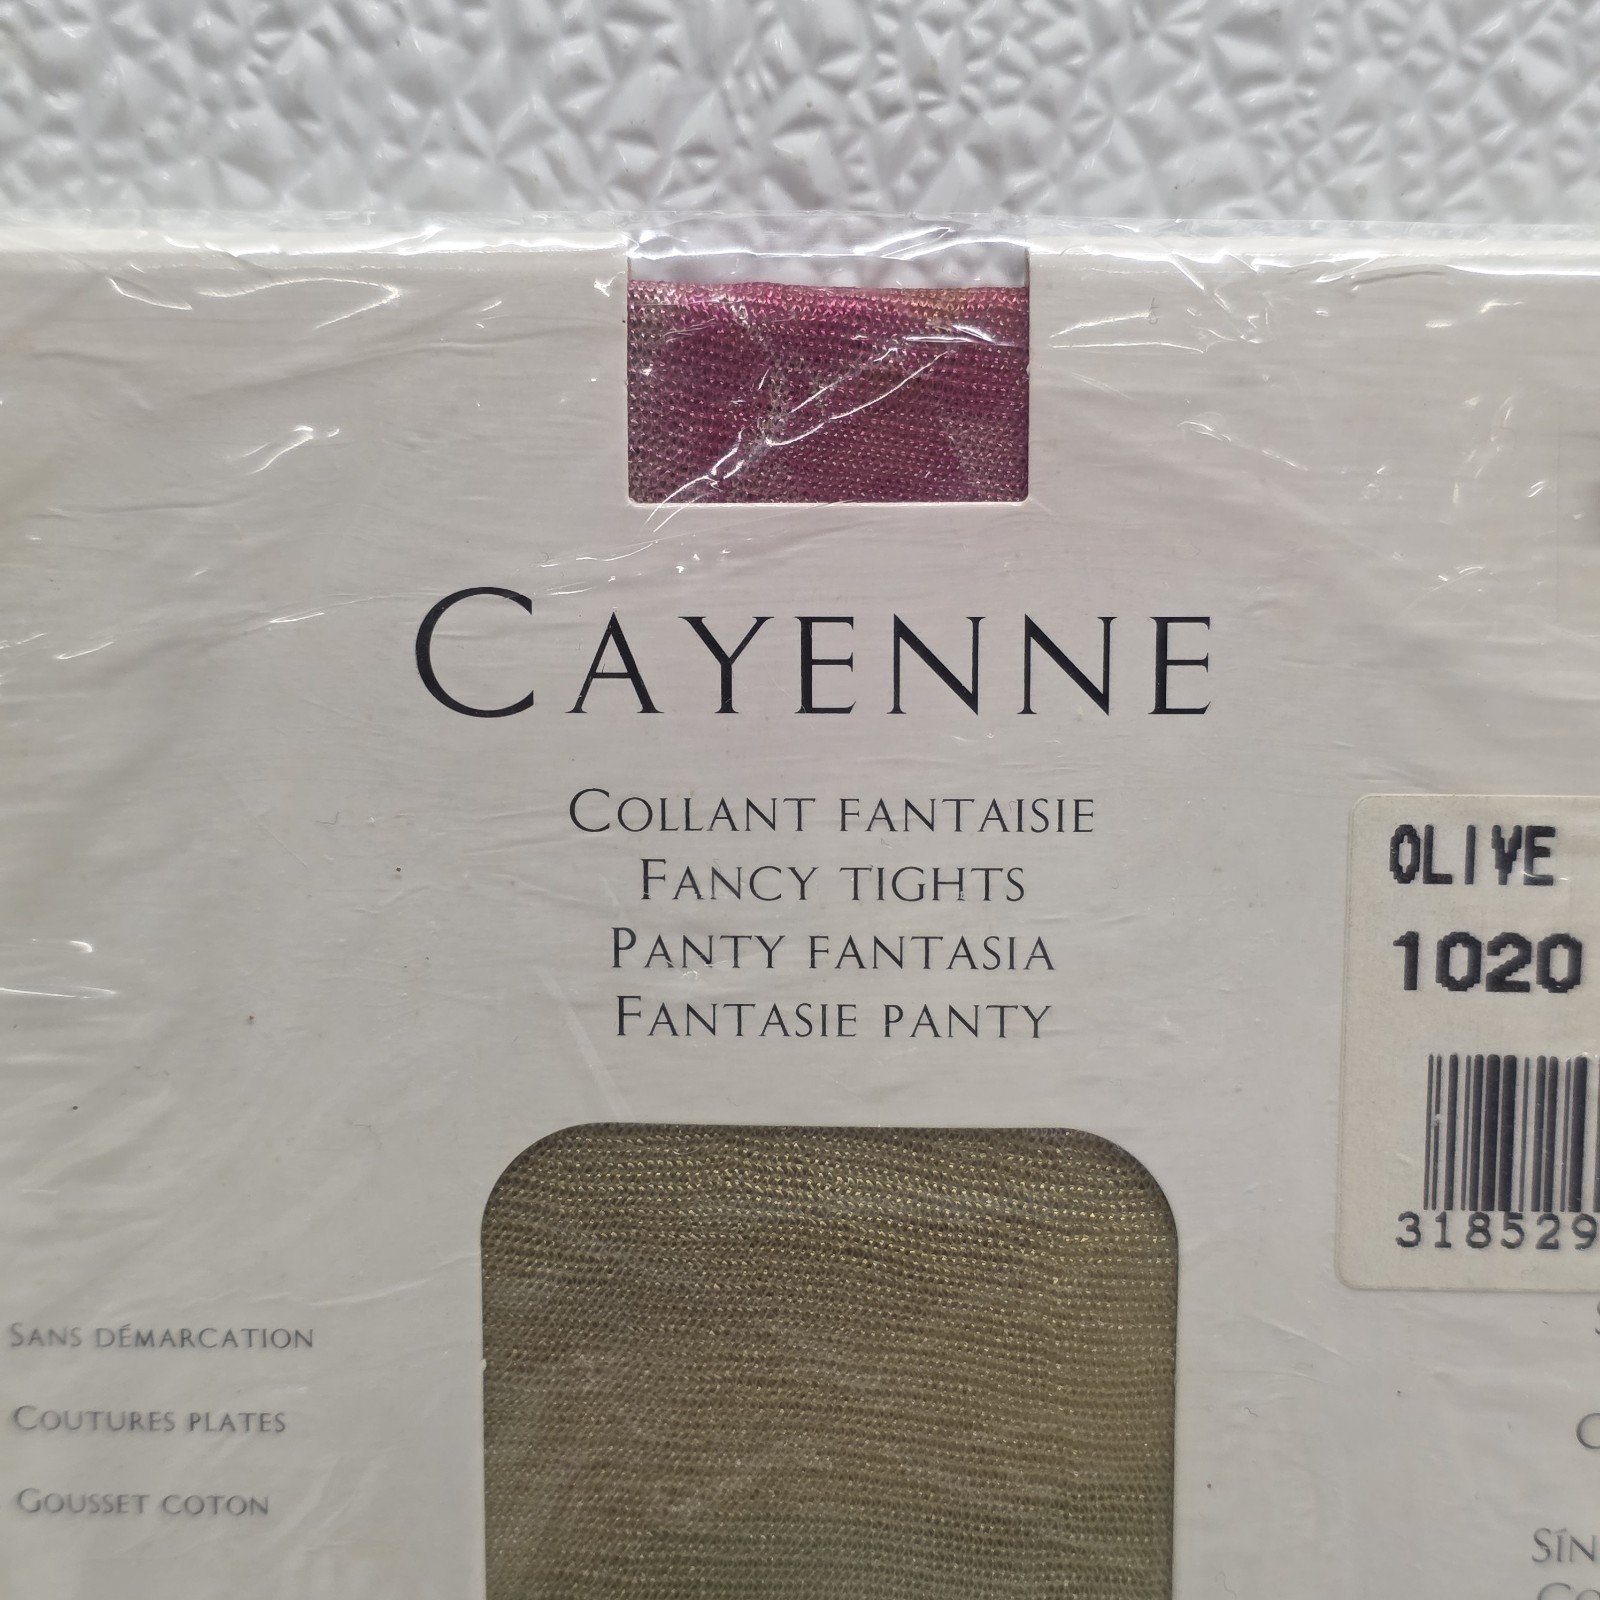 CAYENNE
COLLANT FANTAISIE
FANCY TIGHTS
PANTY FANTASIA
FANTASIE PANTY
OLIVE
1020
318529
SANS DÉMARCATION
COUTURES PLATES
GOUSSET COTON